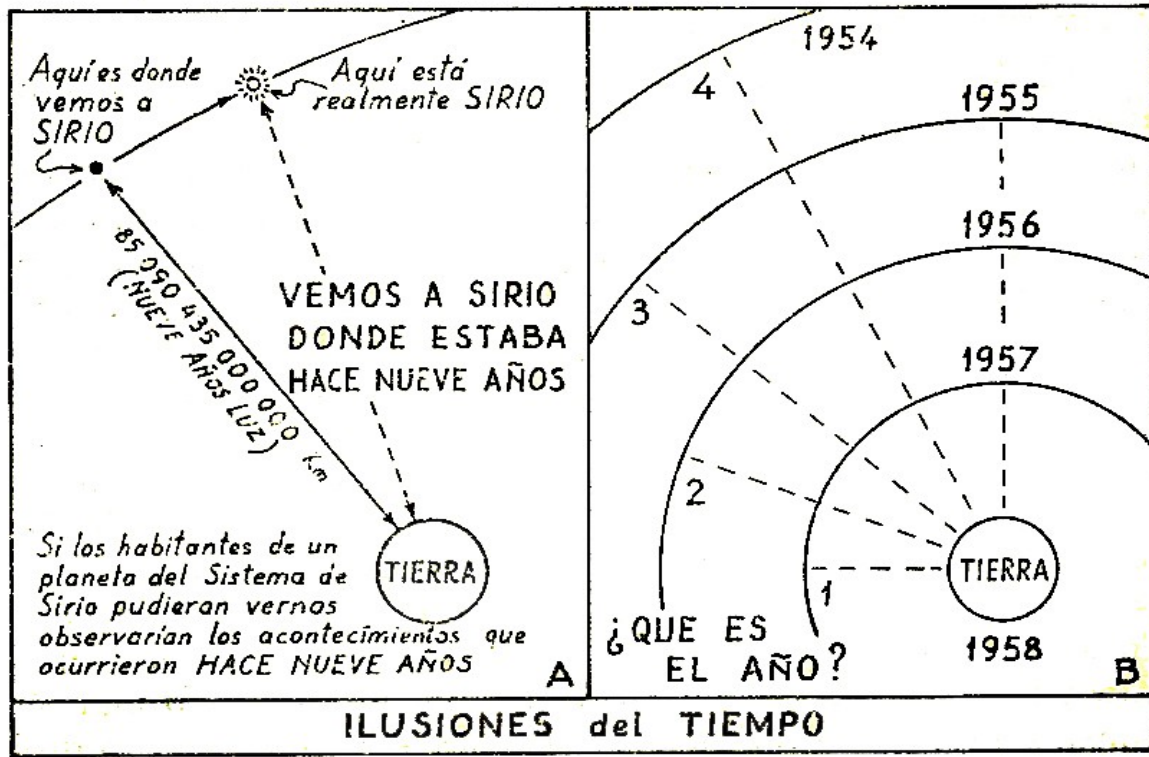 Aquí es donde
vemos a
SIRIO
Aquí está
realmente SIRIO
85 090 435 000 000 Km
(NUEVE AÑOS LUZ)
VEMOS A SIRIO
DONDE ESTABA
HACE NUEVE AÑOS
TIERRA
Si los habitantes de un
planeta del Sistema de
Sirio pudieran vernos
observarían los acontecimientos que
ocurrieron HACE NUEVE AÑOS
A
1954
4
1955
1956
3
1957
2
TIERRA
1
¿QUE ES
EL AÑO?
1958
B
ILUSIONES del TIEMPO